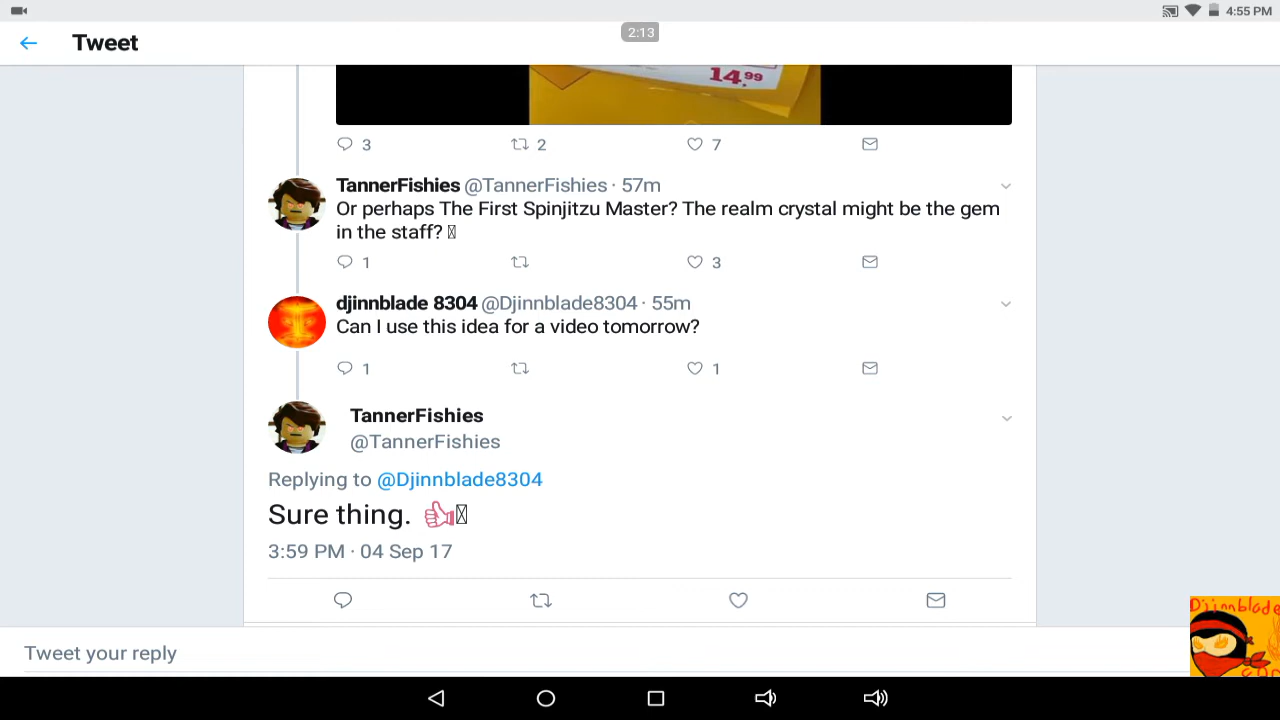 4:55 PM
2:13
Tweet
14,99
3 2 7
TannerFishies @TannerFishies · 57m
Or perhaps The First Spinjitzu Master? The realm crystal might be the gem
in the staff?
1 3
djinnblade 8304 @Djinnblade8304 · 55m
Can I use this idea for a video tomorrow?
1 1
TannerFishies
@TannerFishies
Replying to @Djinnblade8304
Sure thing. 👍
3:59 PM · 04 Sep 17
Tweet your reply
Djinnblade